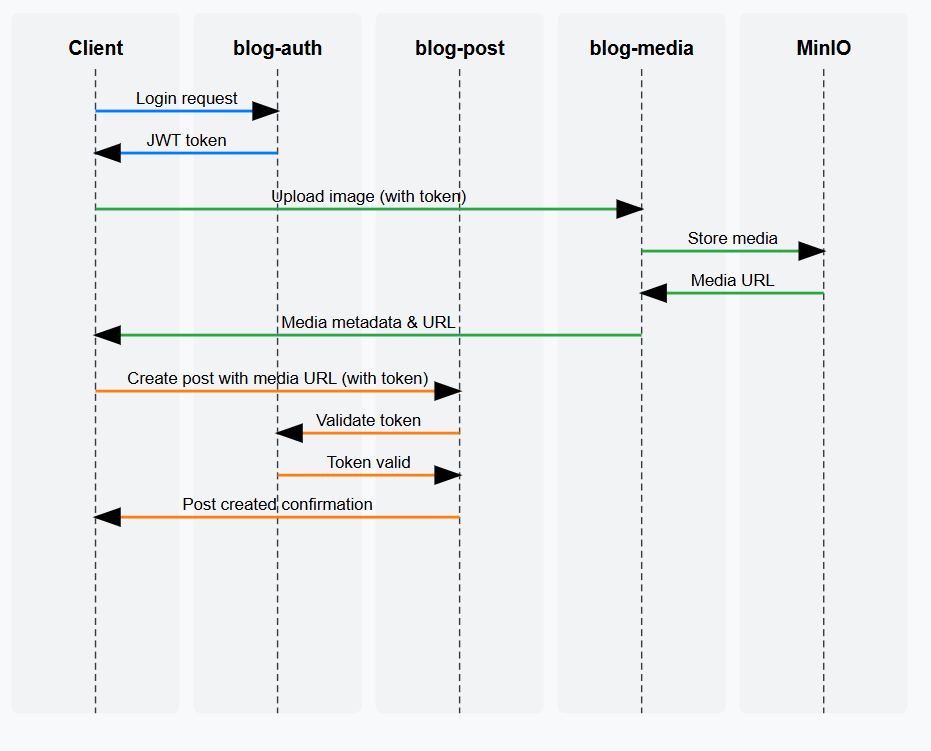 Client
blog-auth
blog-post
blog-media
MinIO
Login request
JWT token
Upload image (with token)
Store media
Media URL
Media metadata & URL
Create post with media URL (with token)
Validate token
Token valid
Post created confirmation